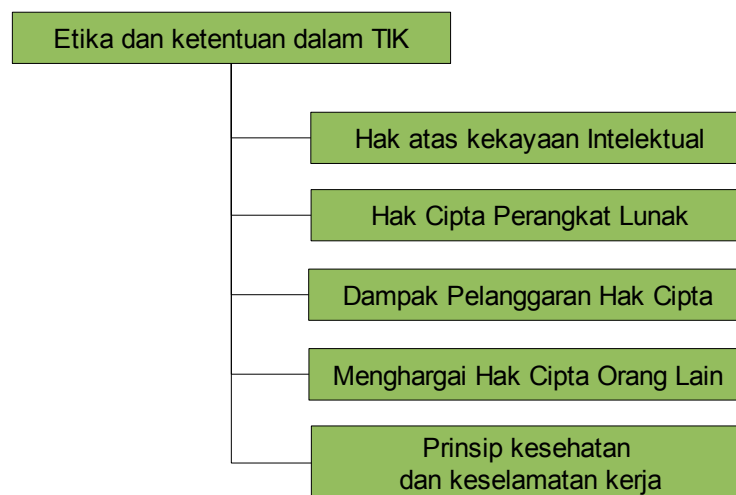 Etika dan ketentuan dalam TIK
Hak atas kekayaan Intelektual
Hak Cipta Perangkat Lunak
Dampak Pelanggaran Hak Cipta
Menghargai Hak Cipta Orang Lain
Prinsip kesehatan
dan keselamatan kerja